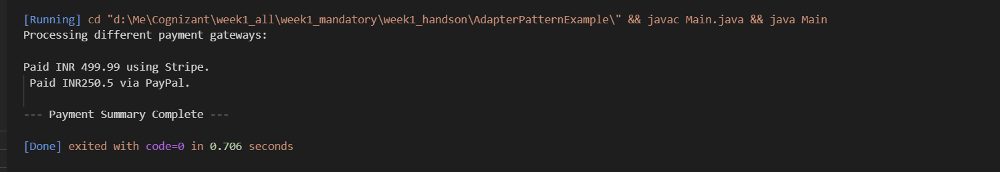 [Running] cd "d:\Me\Cognizant\week1_all\week1_mandatory\week1_handson\AdapterPatternExample\" && javac Main.java && java Main
Processing different payment gateways:
Paid INR 499.99 using Stripe.
Paid INR250.5 via PayPal.
--- Payment Summary Complete ---
[Done] exited with code=0 in 0.706 seconds